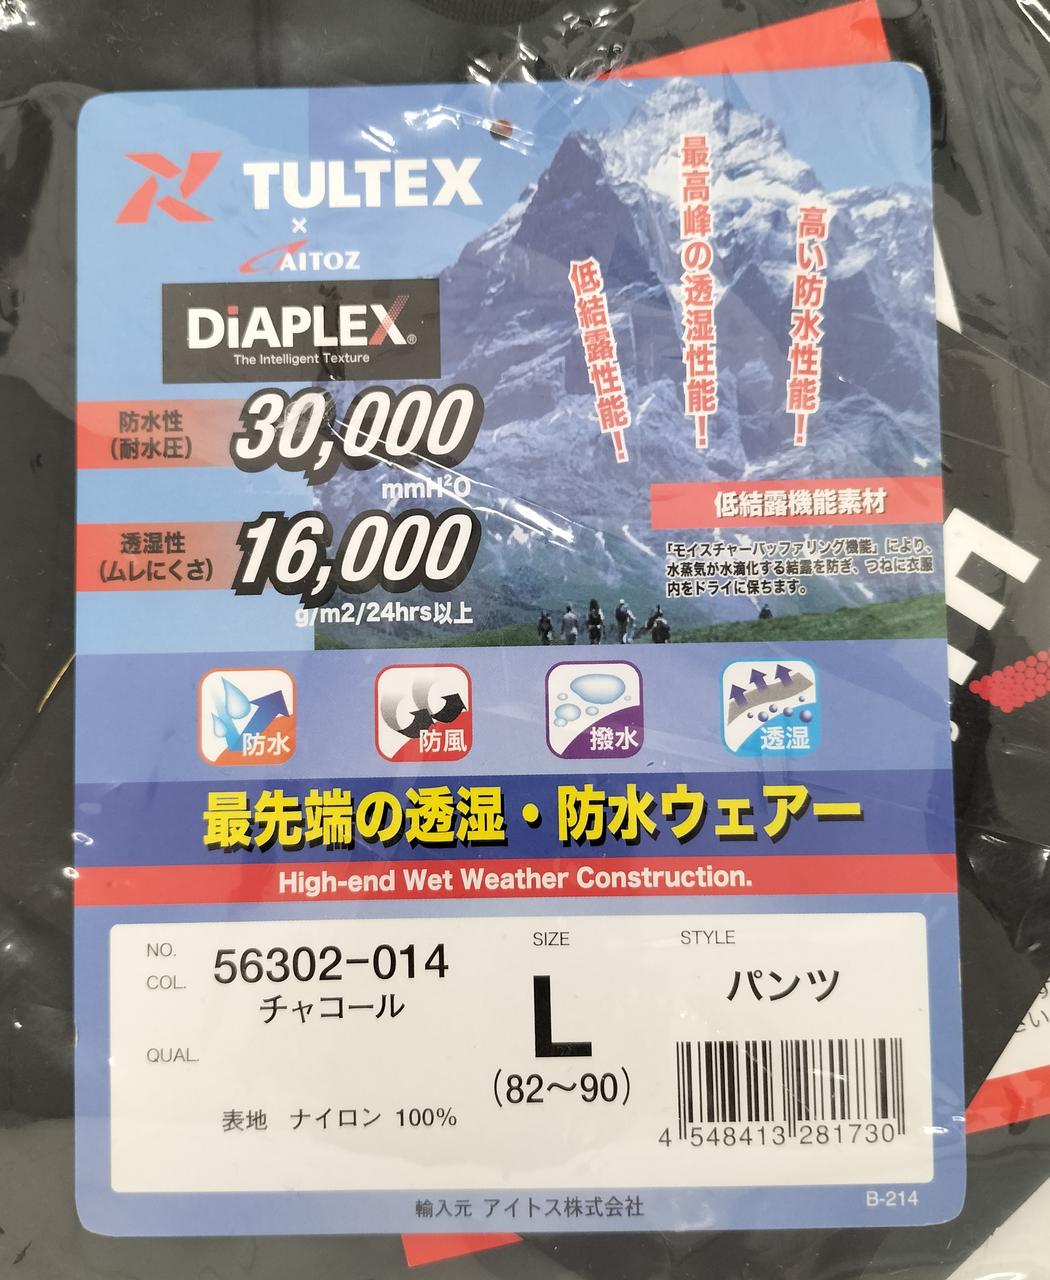 TULTEX
×
AITOZ
DiAPLEX®
The Intelligent Texture
防水性
(耐水圧)
30,000
mmH²O
透湿性
(ムレにくさ)
16,000
g/m2/24hrs以上
高い防水性能!
最高峰の透湿性能!
低結露性能!
低結露機能素材
「モイスチャーバッファリング機能」により、
水蒸気が水滴化する結露を防ぎ、つねに衣服
内をドライに保ちます。
防水
防風
撥水
透湿
最先端の透湿・防水ウェアー
High-end Wet Weather Construction.
NO. 56302-014
COL. チャコール
SIZE
L
(82〜90)
STYLE
パンツ
QUAL.
表地 ナイロン 100%
4 548413 281730
輸入元 アイトス株式会社
B-214